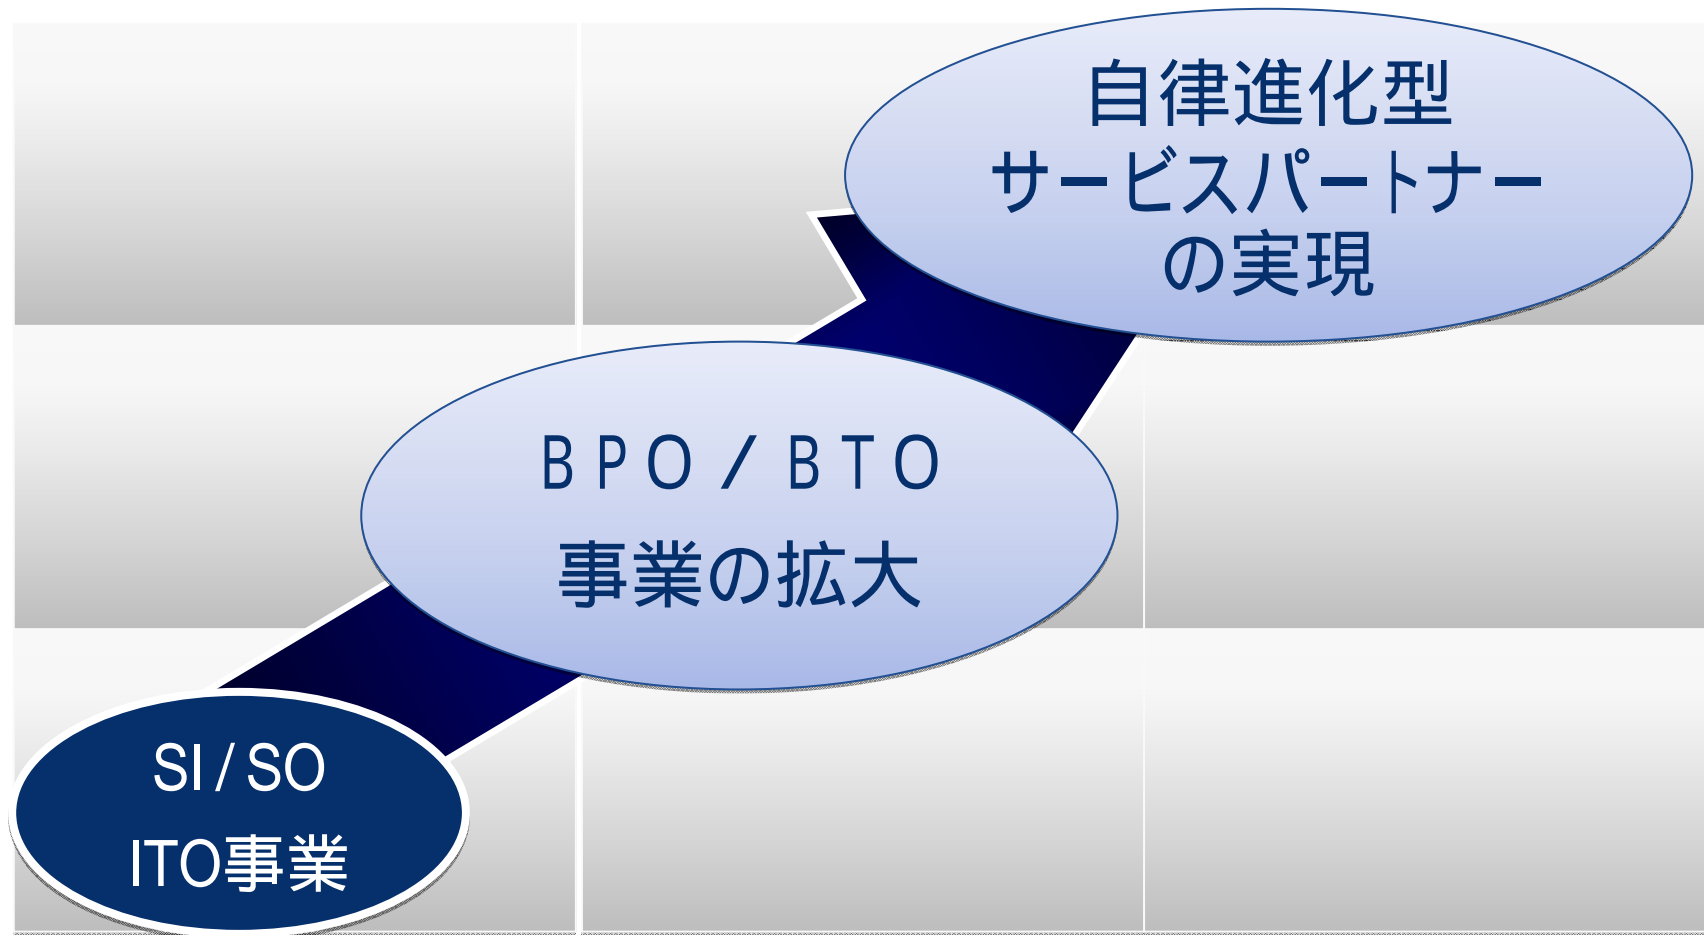 自律進化型
サービスパートナー
の実現
ＢＰＯ／ＢＴＯ
事業の拡大
SI/SO
ITO事業